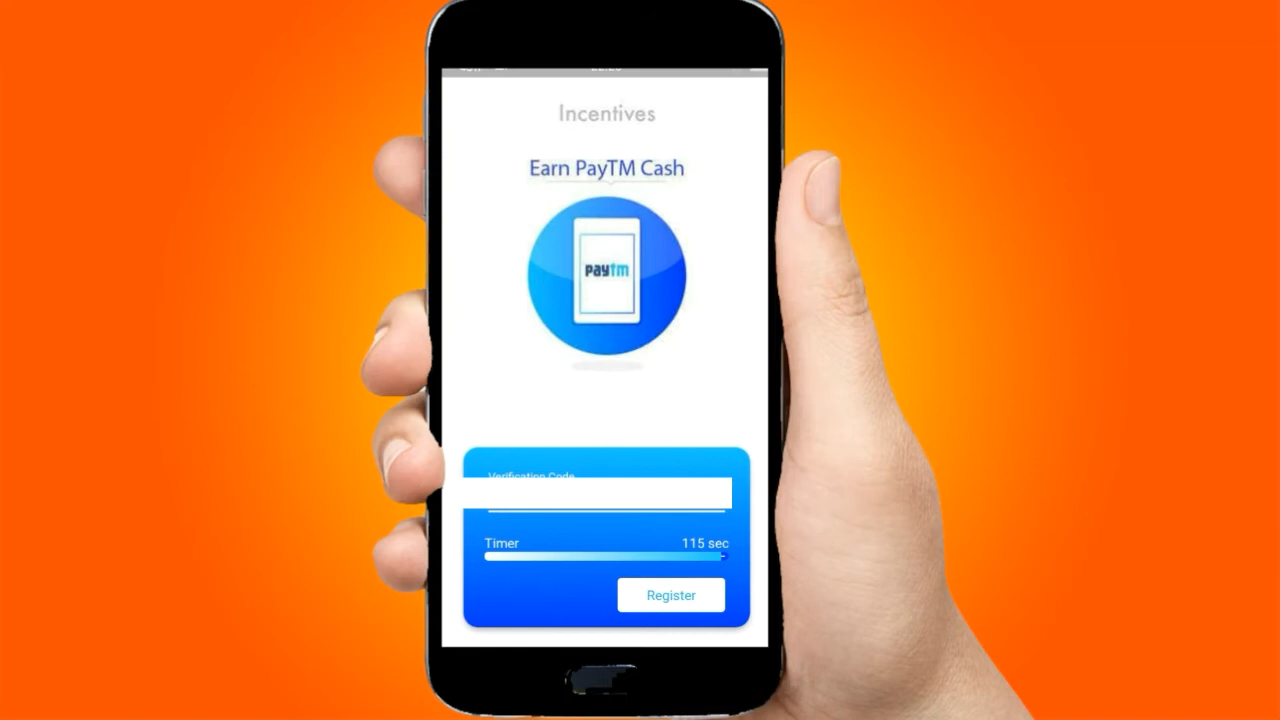 Incentives
Earn PayTM Cash
paytm
Verification Code
Timer 115 sec
Register